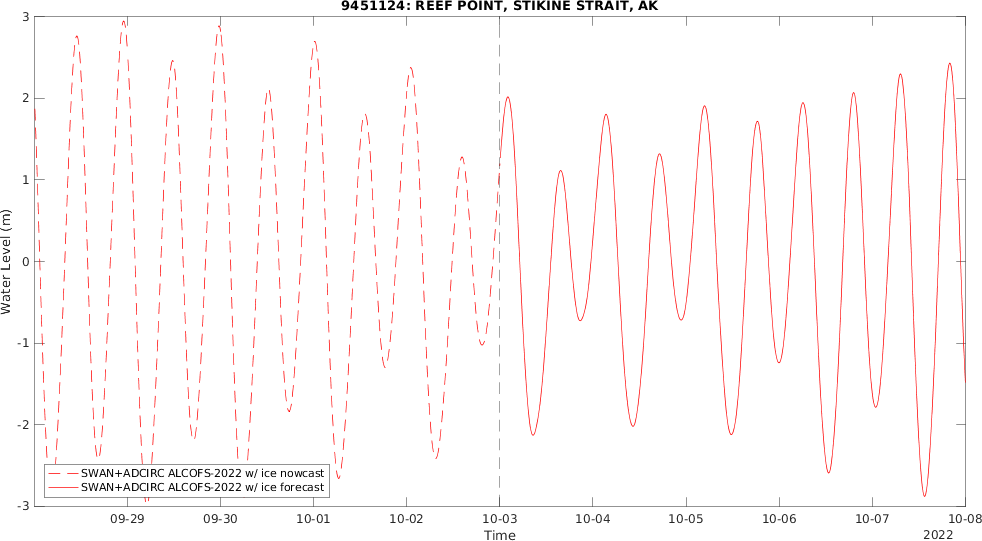 9451124: REEF POINT, STIKINE STRAIT, AK
Water Level (m)
3
2
1
0
-1
-2
-3
SWAN+ADCIRC ALCOFS-2022 w/ ice nowcast
SWAN+ADCIRC ALCOFS-2022 w/ ice forecast
09-29 09-30 10-01 10-02 10-03 10-04 10-05 10-06 10-07 10-08
Time
2022